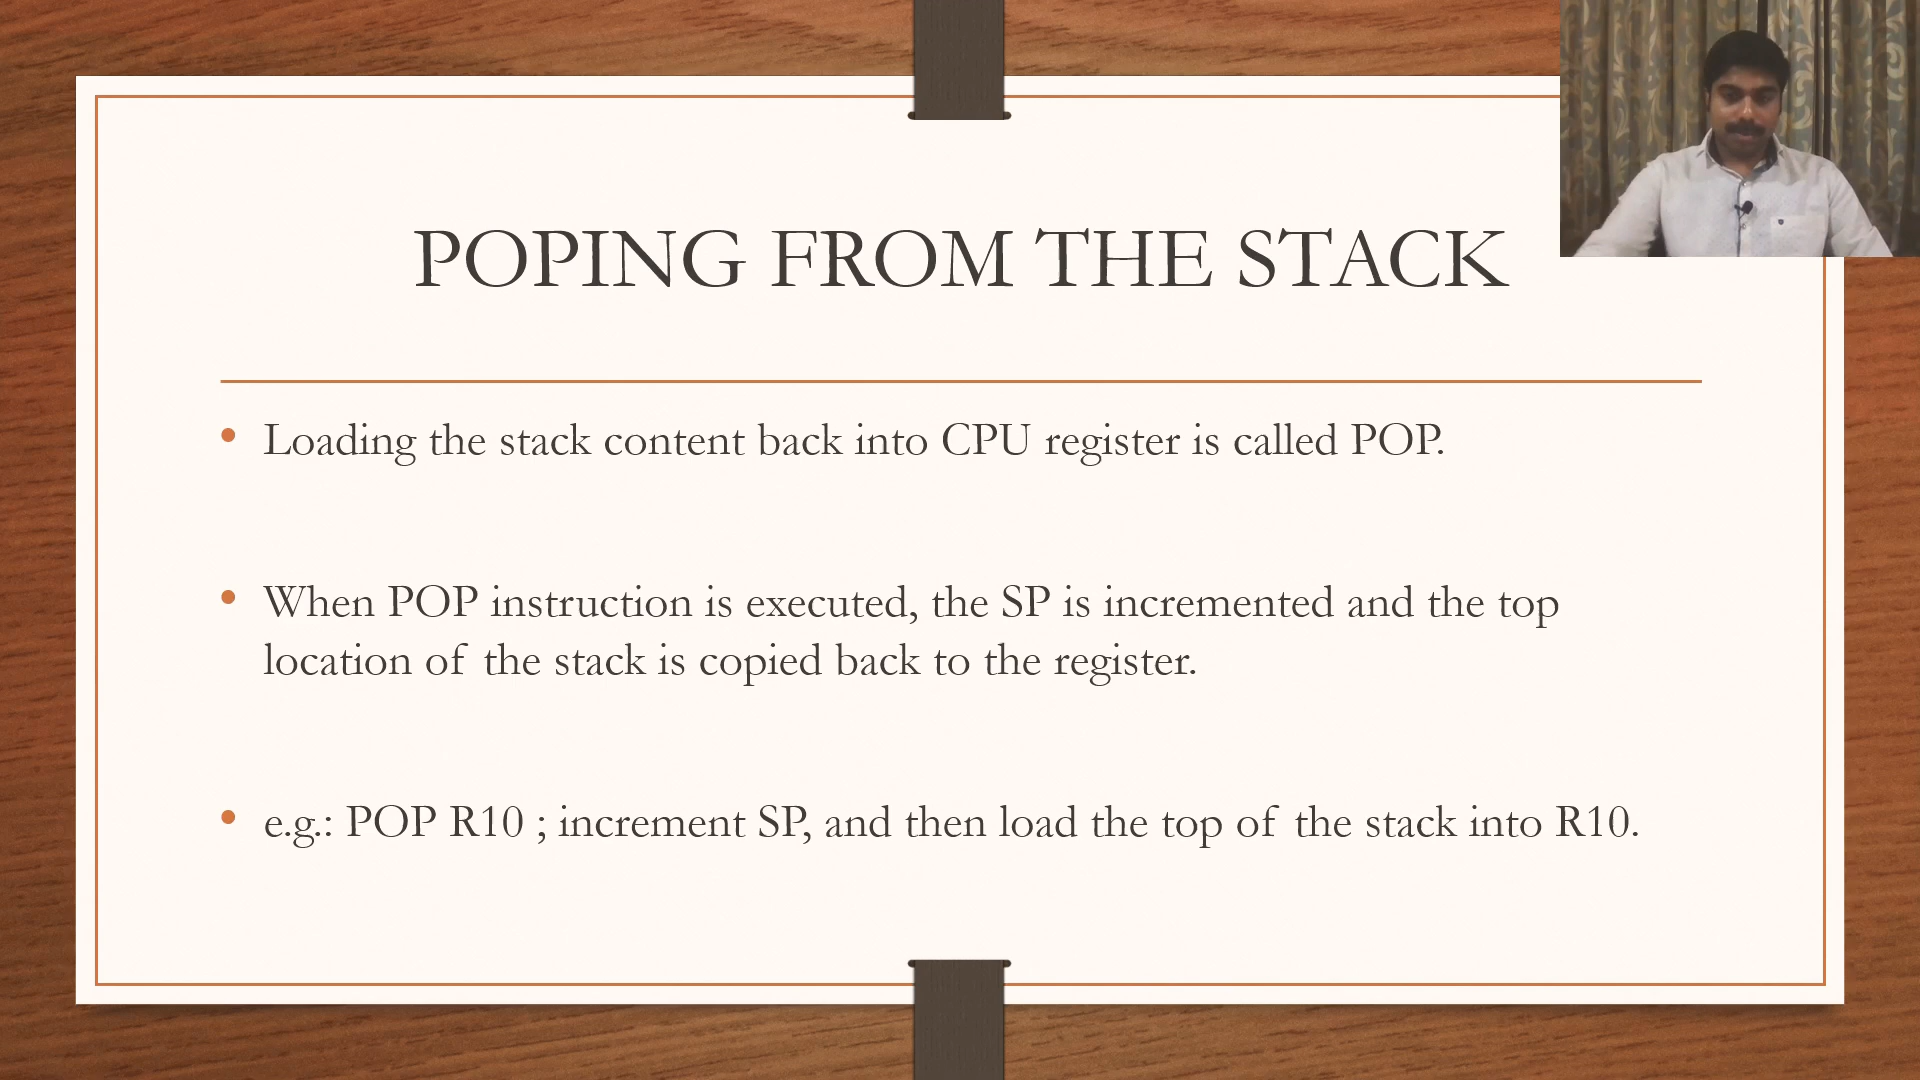 POPING FROM THE STACK
• Loading the stack content back into CPU register is called POP.
• When POP instruction is executed, the SP is incremented and the top
location of the stack is copied back to the register.
• e.g.: POP R10 ; increment SP, and then load the top of the stack into R10.